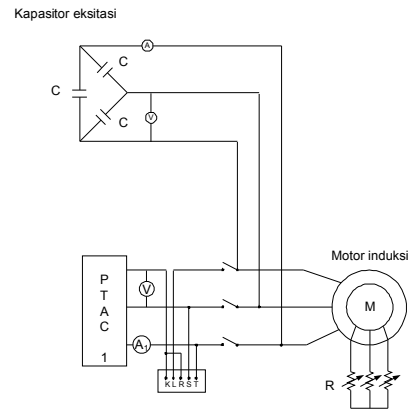 Kapasitor eksitasi
A
C
C
V
C
Motor induksi
P
T
A
C
1
V
A1
M
K L R S T
R